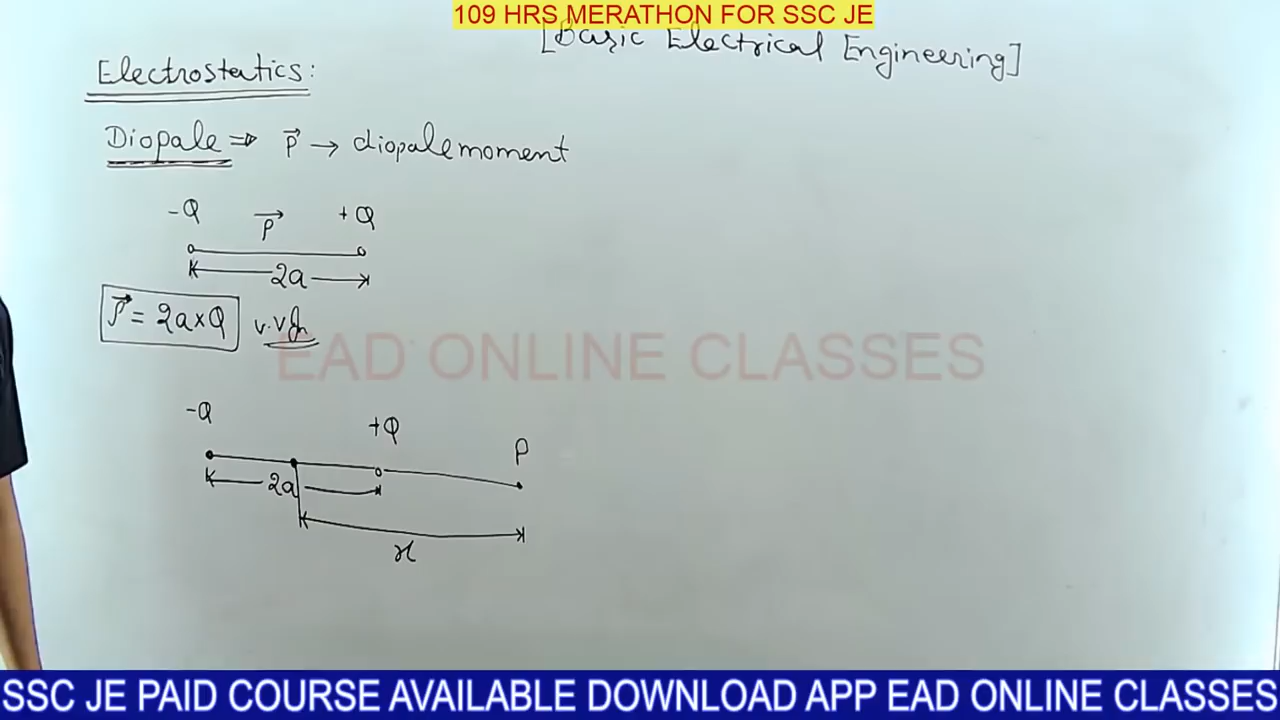 109 HRS MERATHON FOR SSC JE
[Basic Electrical Engineering]
Electrostatics:
Diopale ⇒ P⃗ → diopale moment
-Q P⃗ +Q
2a
P⃗ = 2a×Q v.v
EAD ONLINE CLASSES
-Q +Q P
2a
x
SSC JE PAID COURSE AVAILABLE DOWNLOAD APP EAD ONLINE CLASSES